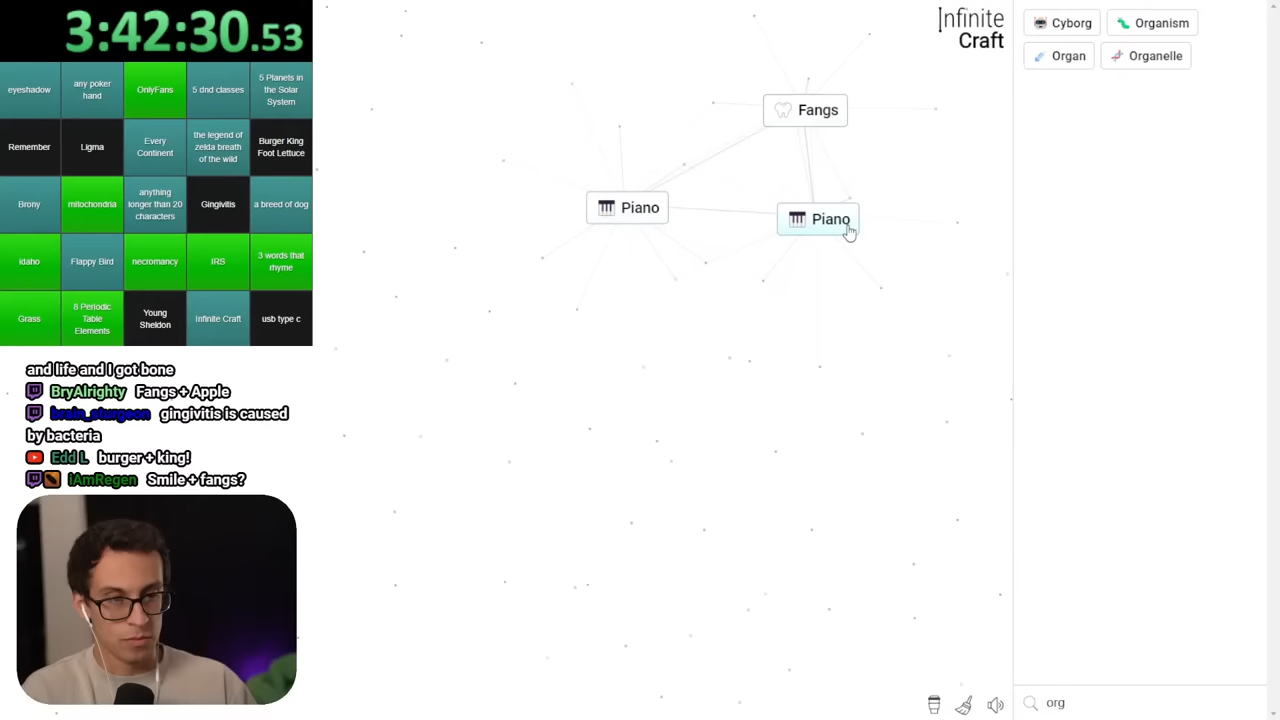 3:42:30.53
eyeshadow
any poker
hand
OnlyFans
5 dnd classes
5 Planets in
the Solar
System
Remember
Ligma
Every
Continent
the legend of
zelda breath
of the wild
Burger King
Foot Lettuce
Brony
mitochondria
anything
longer than 20
characters
Gingivitis
a breed of dog
idaho
Flappy Bird
necromancy
IRS
3 words that
rhyme
Grass
8 Periodic
Table
Elements
Young
Sheldon
Infinite Craft
usb type c
and life and I got bone
BryAlrighty Fangs + Apple
brain_sturgeon gingivitis is caused
by bacteria
Edd L burger + king!
iAmRegen Smile + fangs?
Infinite
Craft
Fangs
Piano
Piano
Cyborg
Organism
Organ
Organelle
org